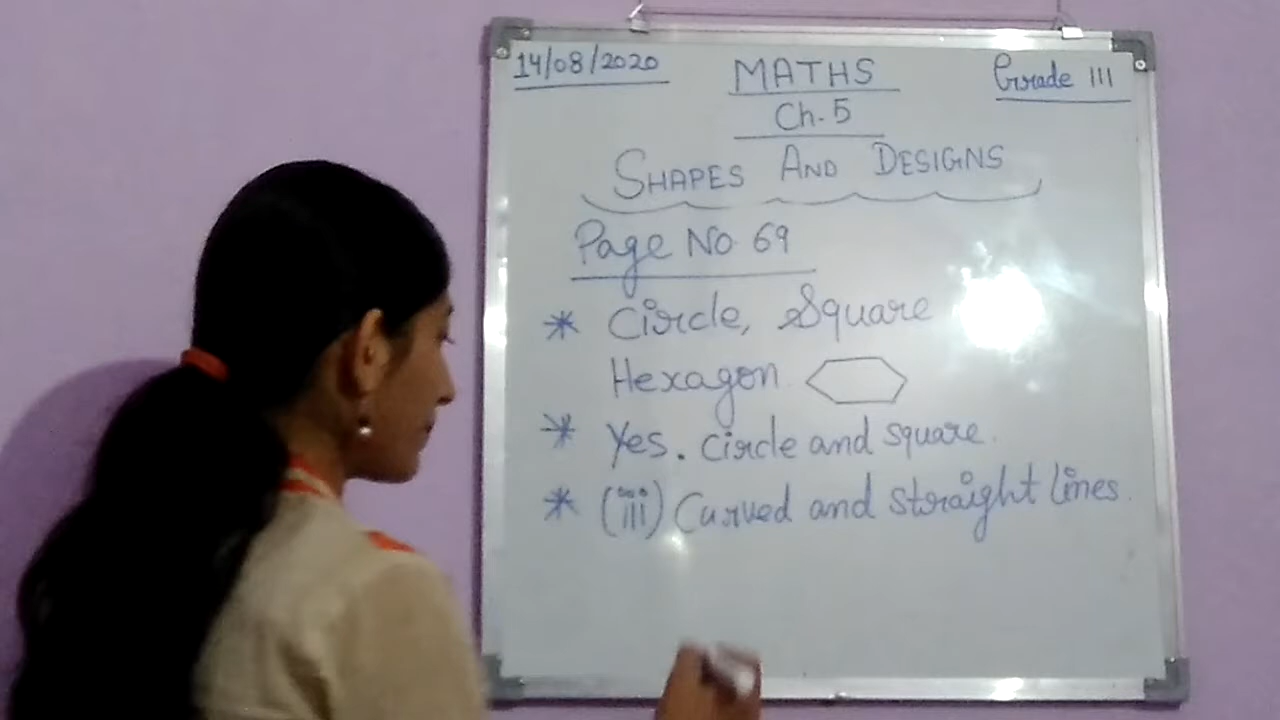 14/08/2020 MATHS Grade III
Ch. 5
SHAPES AND DESIGNS
Page No. 69
* Circle, Square
Hexagon
* Yes. circle and square.
* (iii) Curved and straight lines.